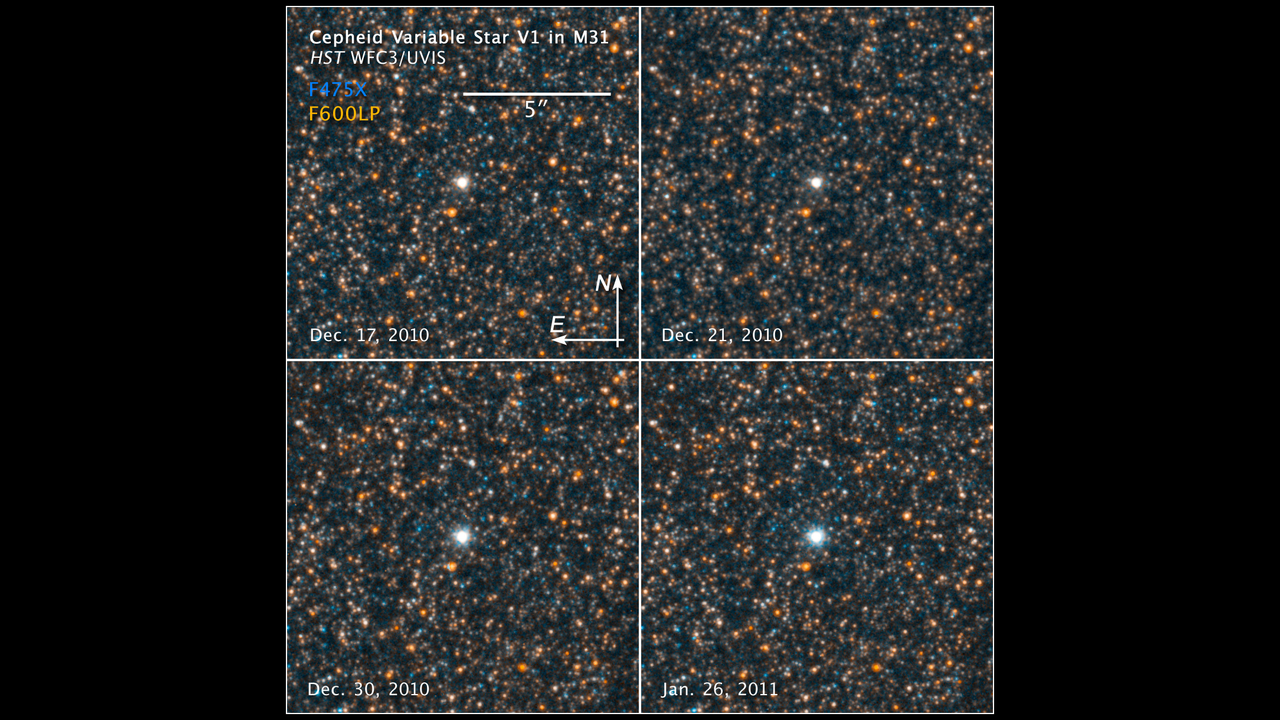 Cepheid Variable Star V1 in M31
HST WFC3/UVIS
F475X
F600LP
5″
N
E
Dec. 17, 2010
Dec. 21, 2010
Dec. 30, 2010
Jan. 26, 2011